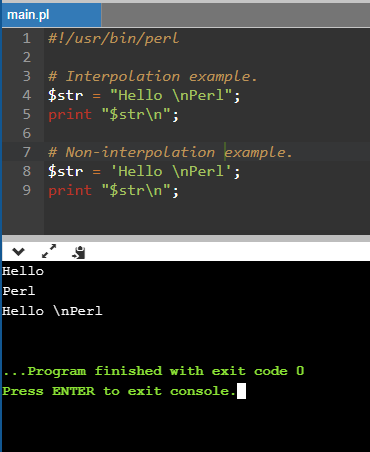 main.pl
1 #!/usr/bin/perl
2
3 # Interpolation example.
4 $str = "Hello \nPerl";
5 print "$str\n";
6
7 # Non-interpolation example.
8 $str = 'Hello \nPerl';
9 print "$str\n";
Hello
Perl
Hello \nPerl
...Program finished with exit code 0
Press ENTER to exit console.